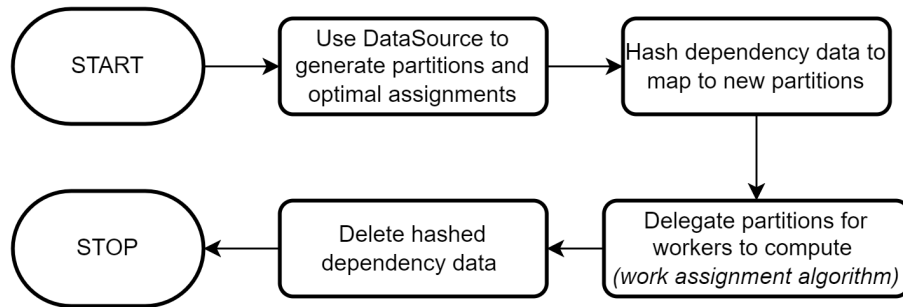 START
Use DataSource to
generate partitions and
optimal assignments
Hash dependency data to
map to new partitions
Delegate partitions for
workers to compute
(work assignment algorithm)
Delete hashed
dependency data
STOP